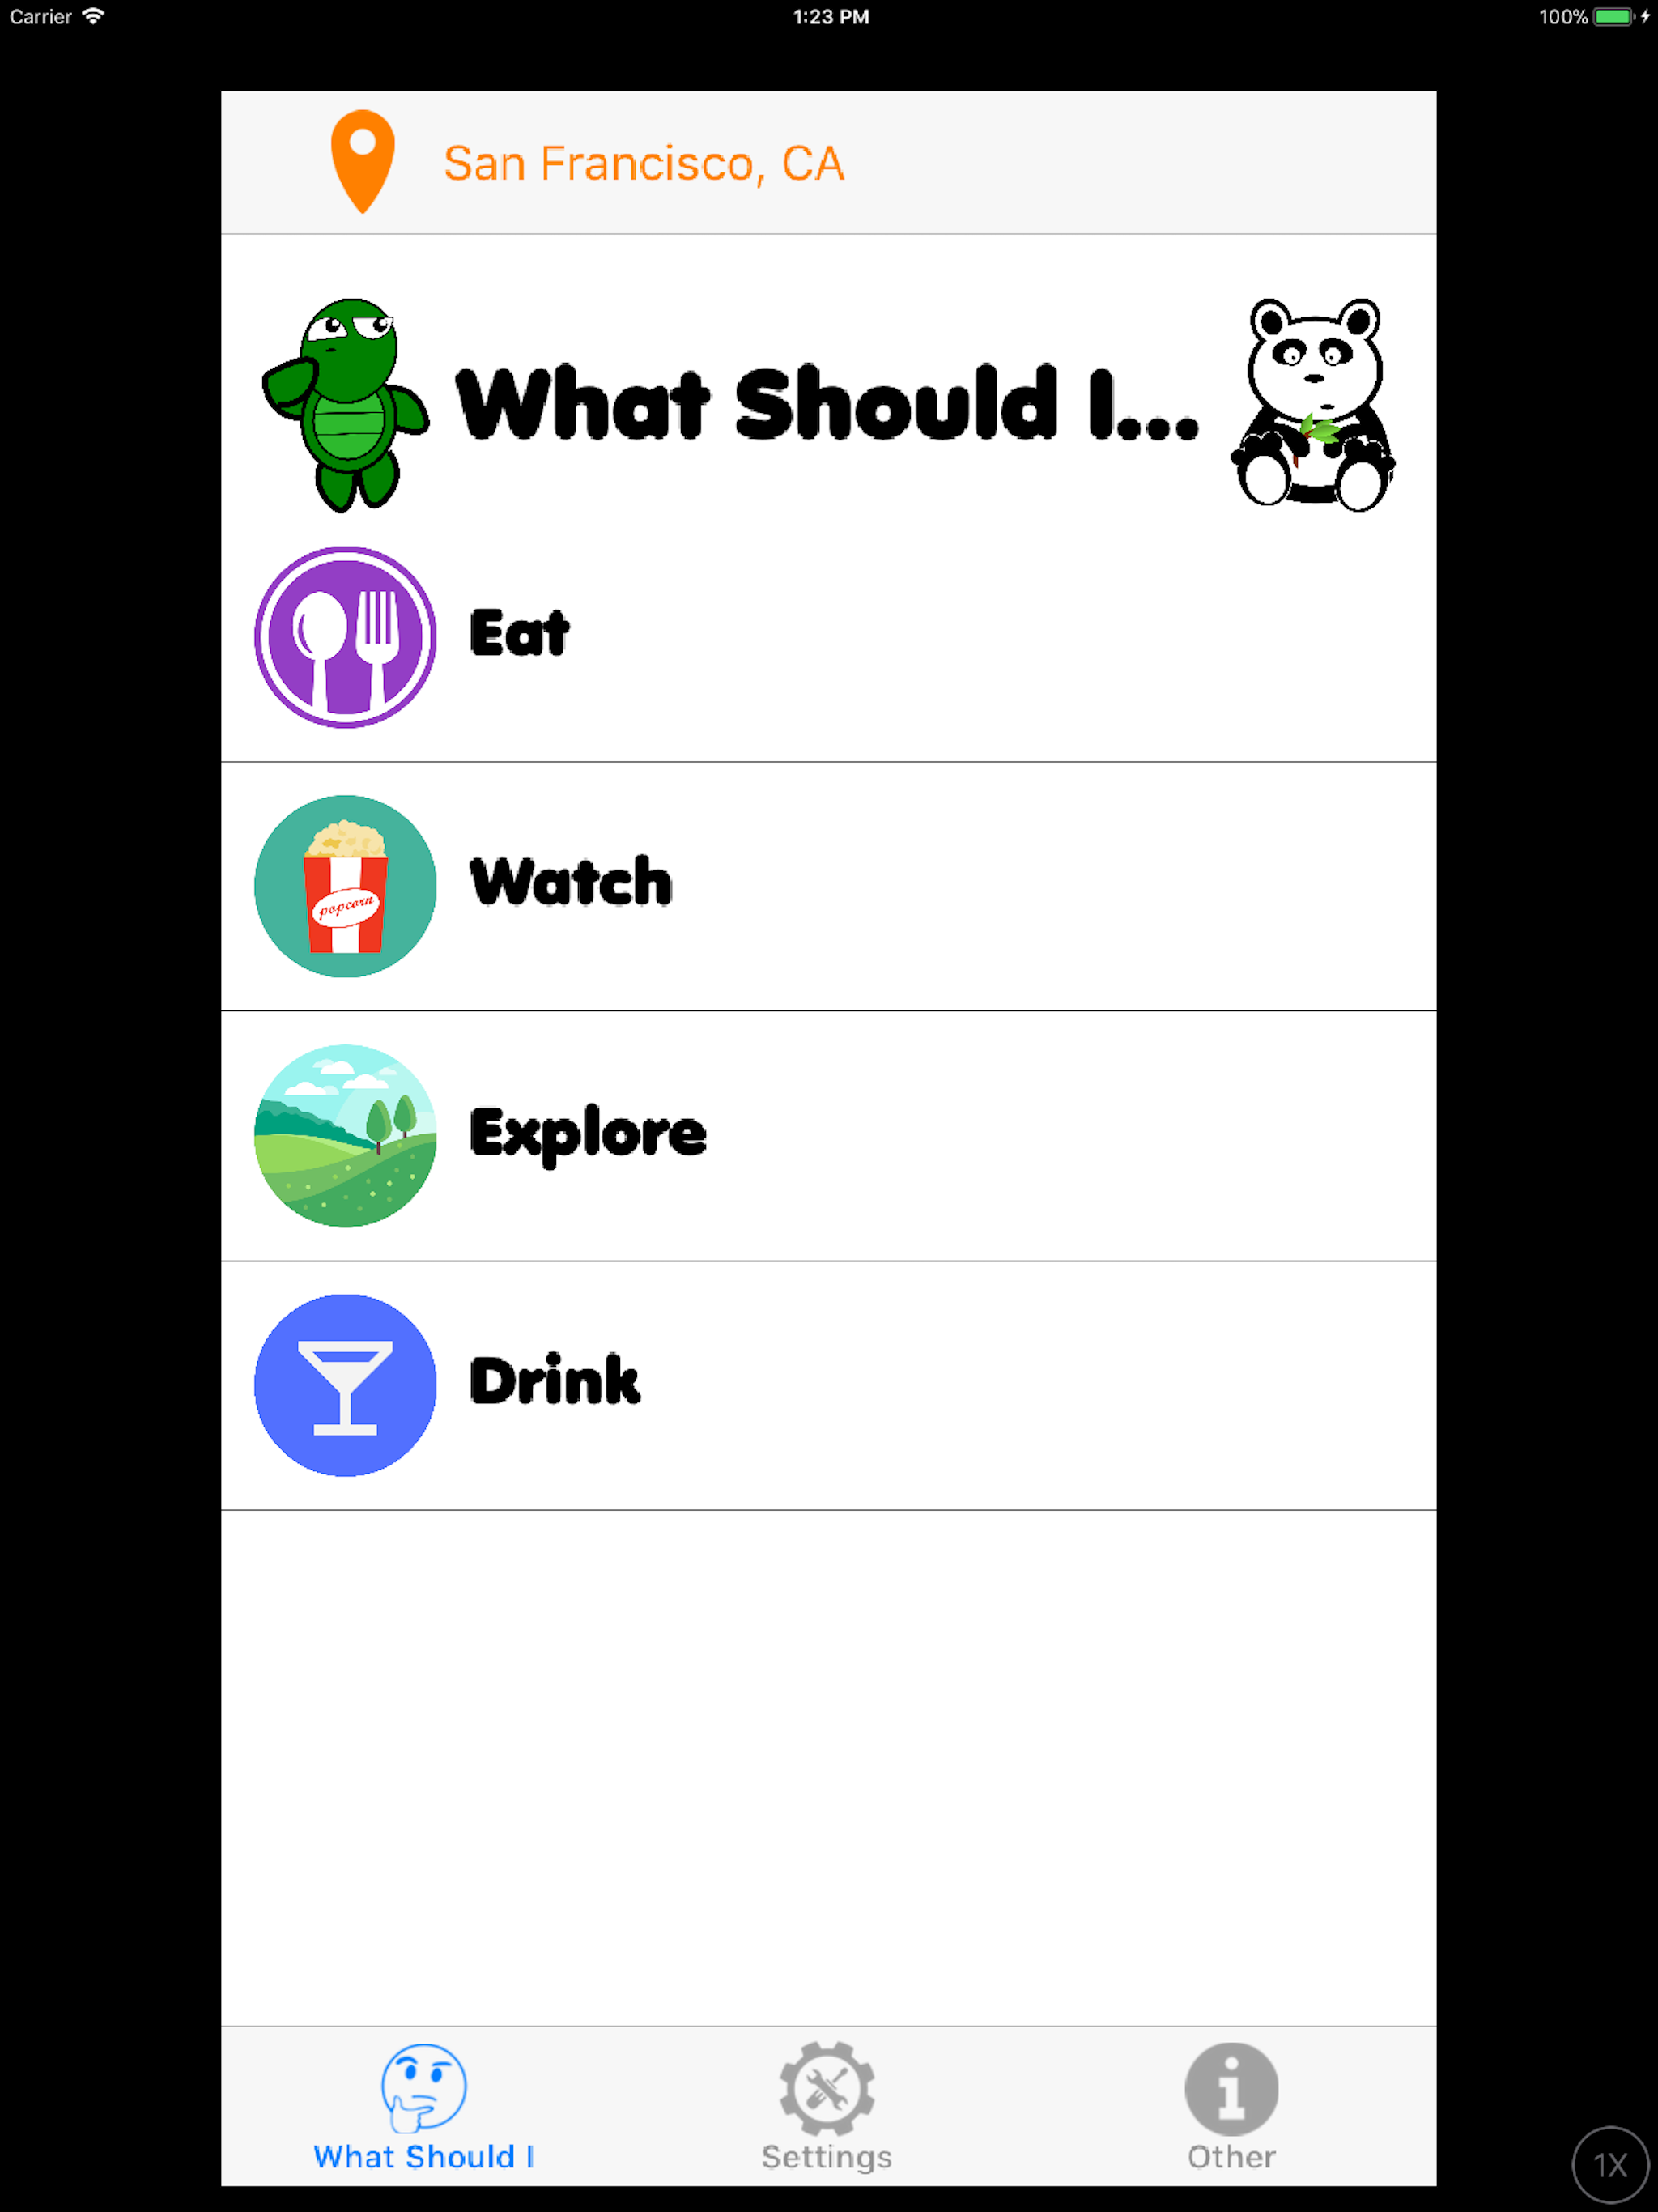 Carrier 1:23 PM 100%
San Francisco, CA
What Should I...
Eat
popcorn
Watch
Explore
Drink
What Should I Settings Other
1X